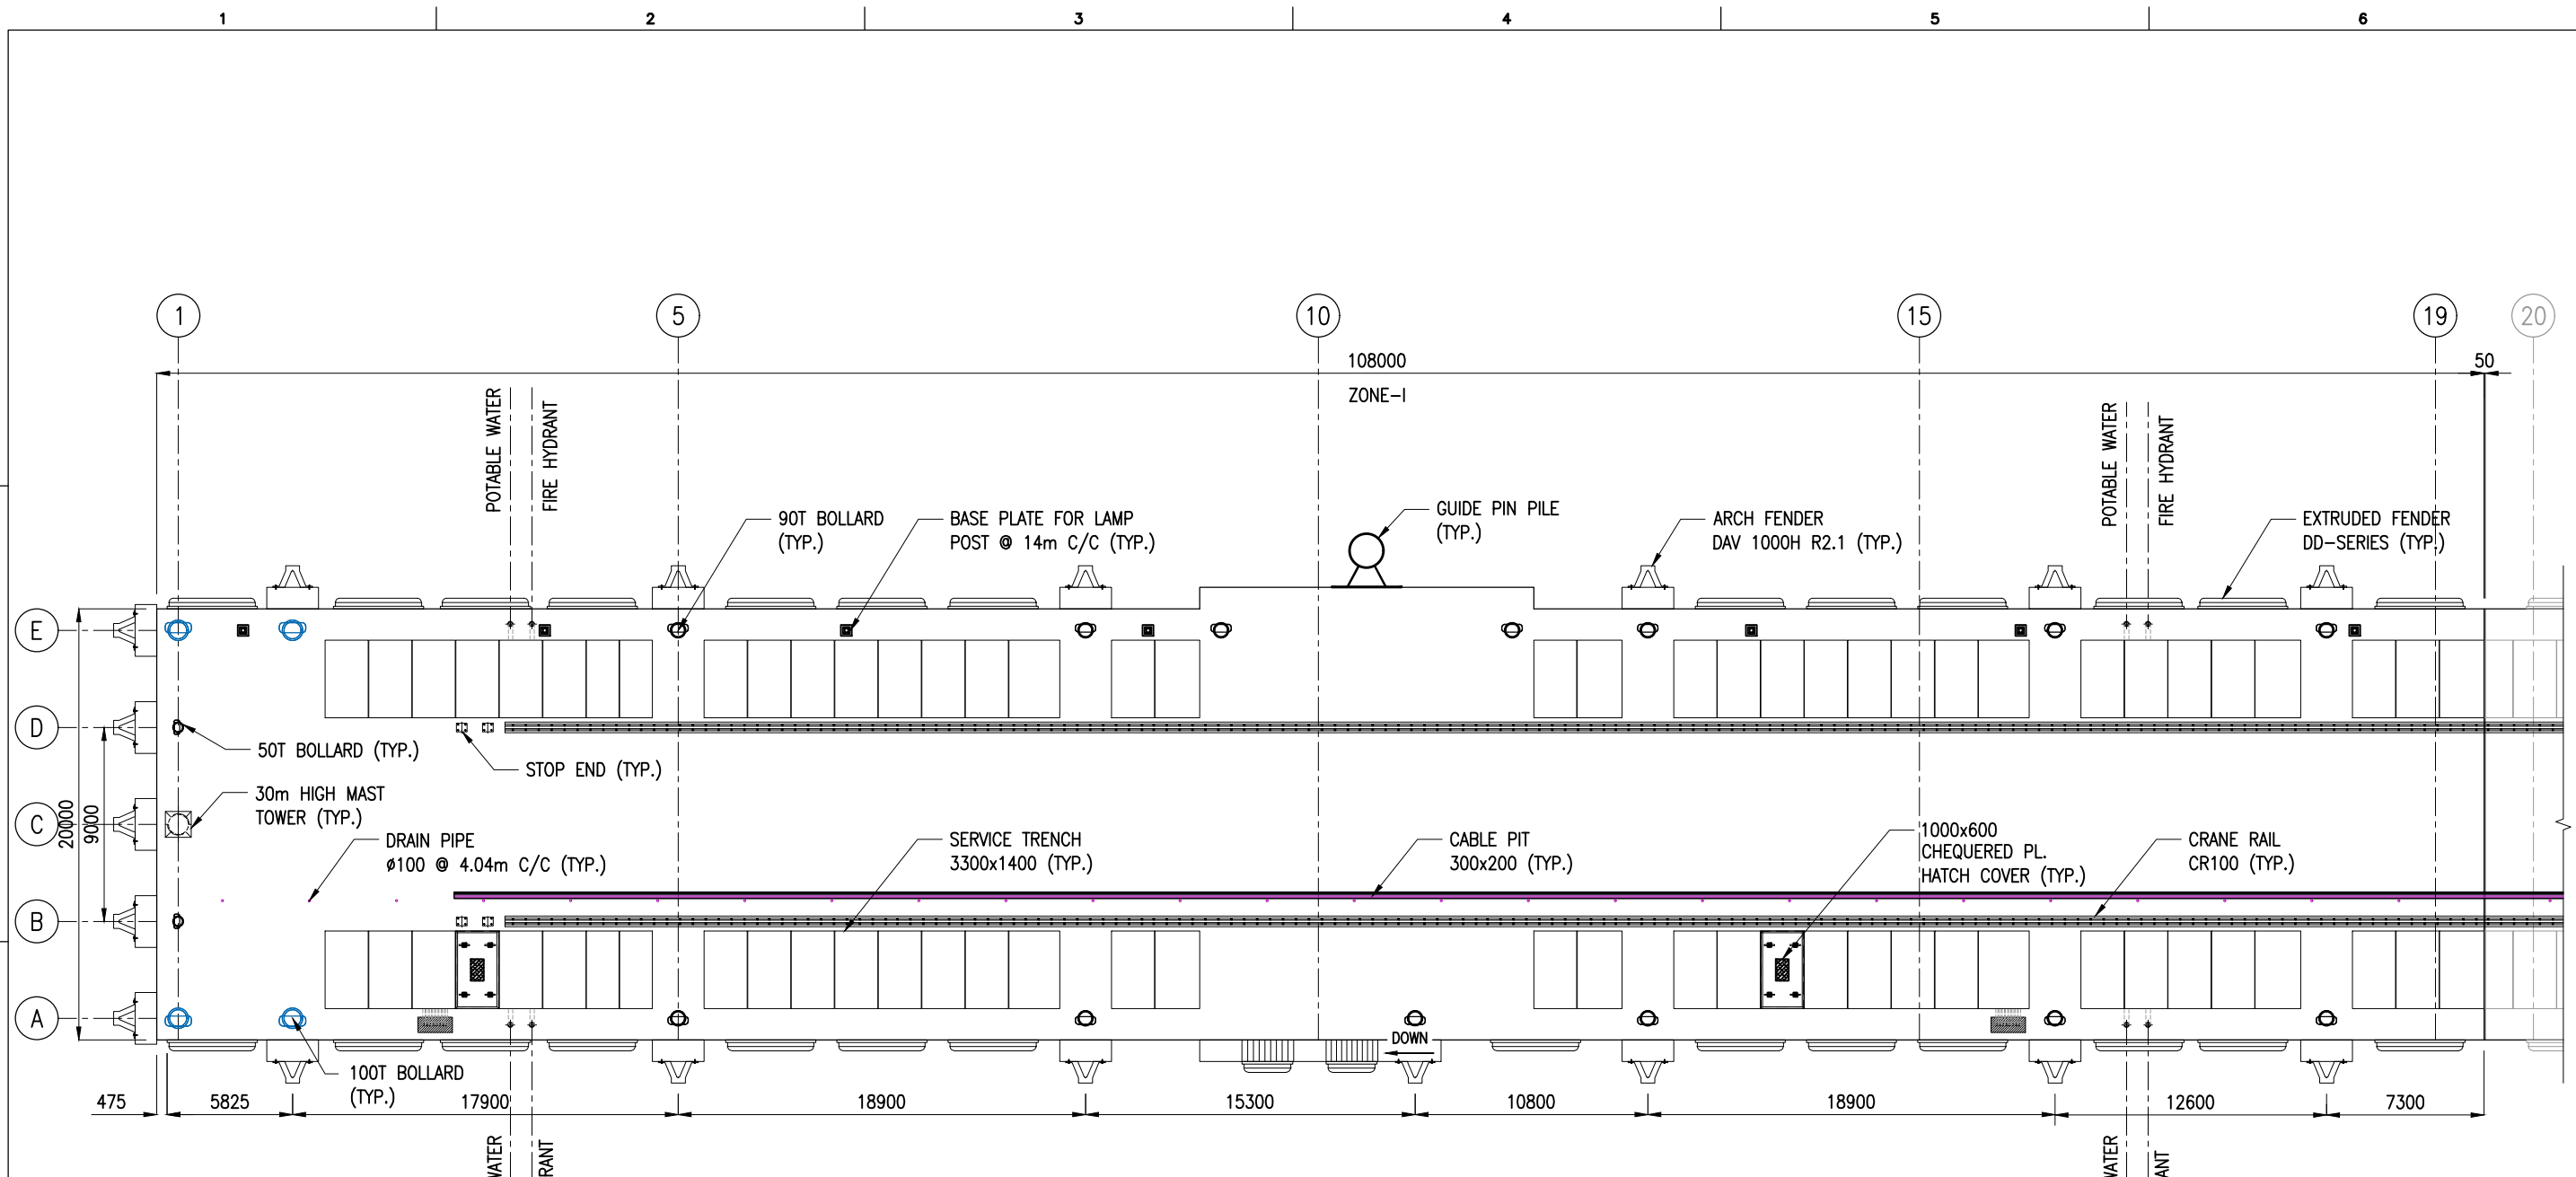 1 2 3 4 5 6
1 5 10 15 19 20
108000 50
ZONE-I
POTABLE WATER
FIRE HYDRANT
POTABLE WATER
FIRE HYDRANT
90T BOLLARD
(TYP.)
BASE PLATE FOR LAMP
POST @ 14m C/C (TYP.)
GUIDE PIN PILE
(TYP.)
ARCH FENDER
DAV 1000H R2.1 (TYP.)
EXTRUDED FENDER
DD-SERIES (TYP.)
E
D
C
B
A
20000
9000
50T BOLLARD (TYP.)
STOP END (TYP.)
30m HIGH MAST
TOWER (TYP.)
DRAIN PIPE
ø100 @ 4.04m C/C (TYP.)
SERVICE TRENCH
3300x1400 (TYP.)
CABLE PIT
300x200 (TYP.)
1000x600
CHEQUERED PL.
HATCH COVER (TYP.)
CRANE RAIL
CR100 (TYP.)
DOWN
100T BOLLARD
(TYP.)
475 5825 17900 18900 15300 10800 18900 12600 7300
WATER
RANT
WATER
ANT